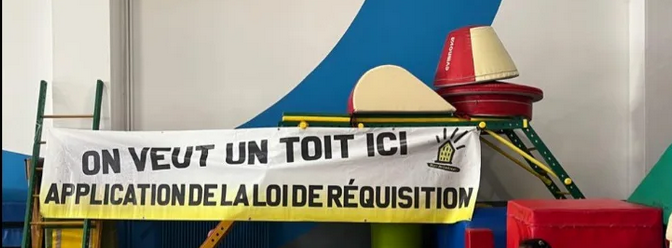 ON VEUT UN TOIT ICI
APPLICATION DE LA LOI DE RÉQUISITION